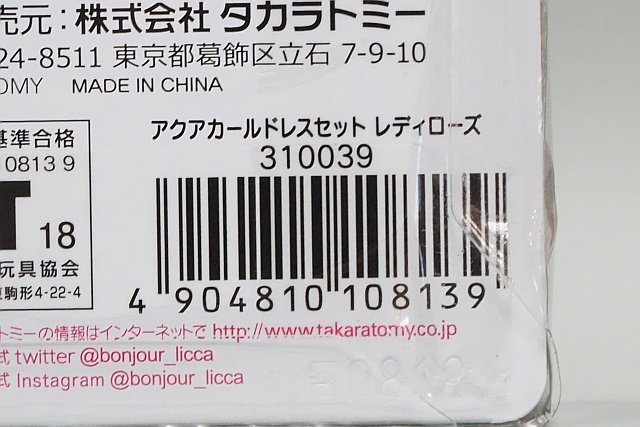 売元：株式会社 タカラトミー
24-8511 東京都葛飾区立石 7-9-10
OMY MADE IN CHINA
基準合格
108139
T 18
玩具協会
駒形4-22-4
アクアカールドレスセット レディローズ
310039
4 904810 108139
トミーの情報はインターネットで http://www.takaratomy.co.jp
式 twitter @bonjour_licca
式 Instagram @bonjour_licca